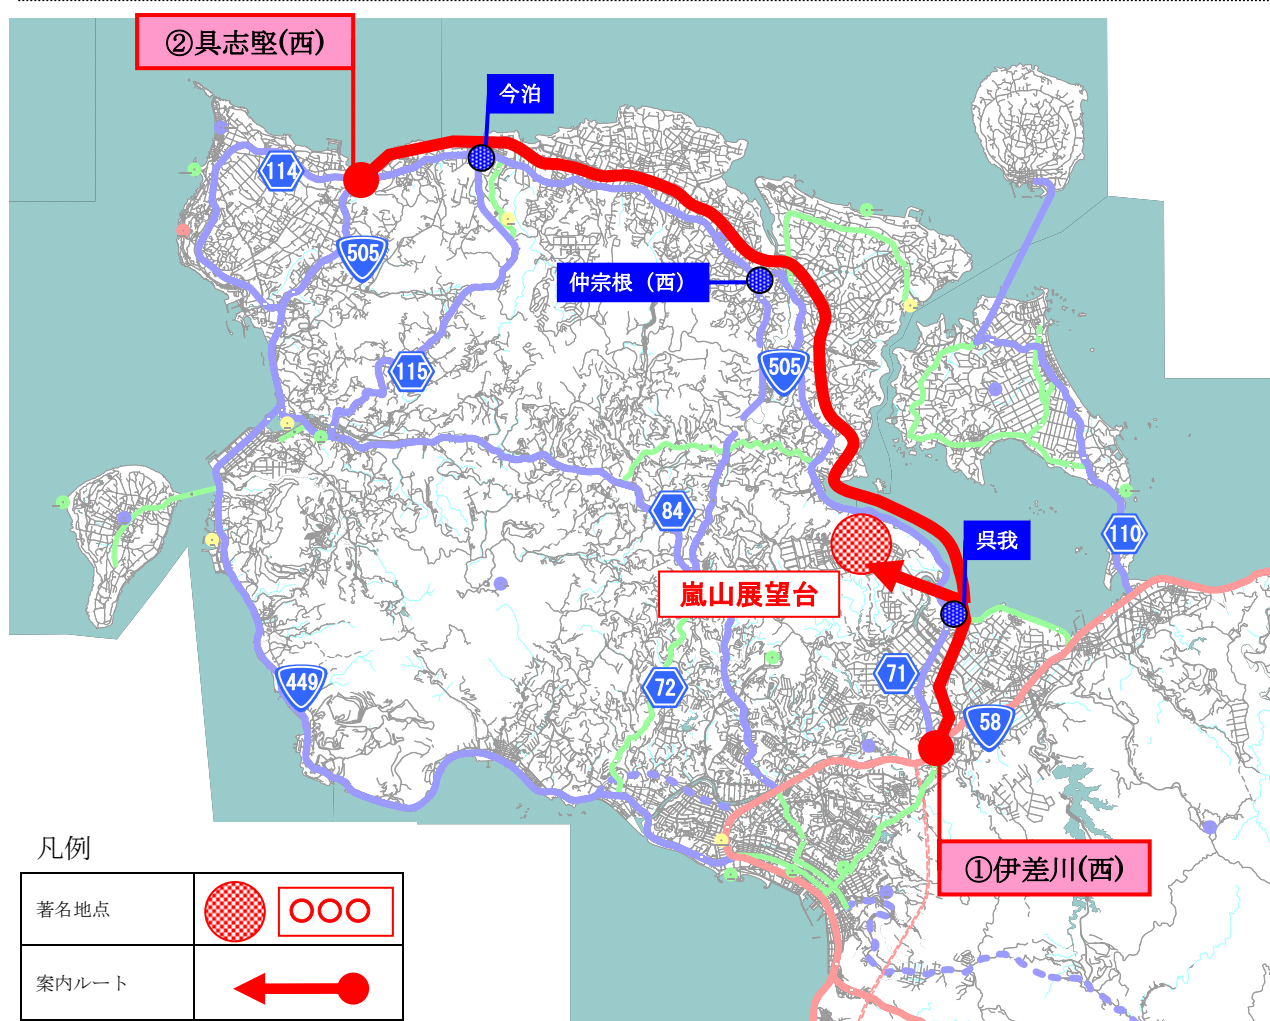 ②具志堅(西)
今泊
114
505
仲宗根（西）
115
505
84
110
呉我
嵐山展望台
449
72
71
58
①伊差川(西)
凡例
著名地点
○○○
案内ルート